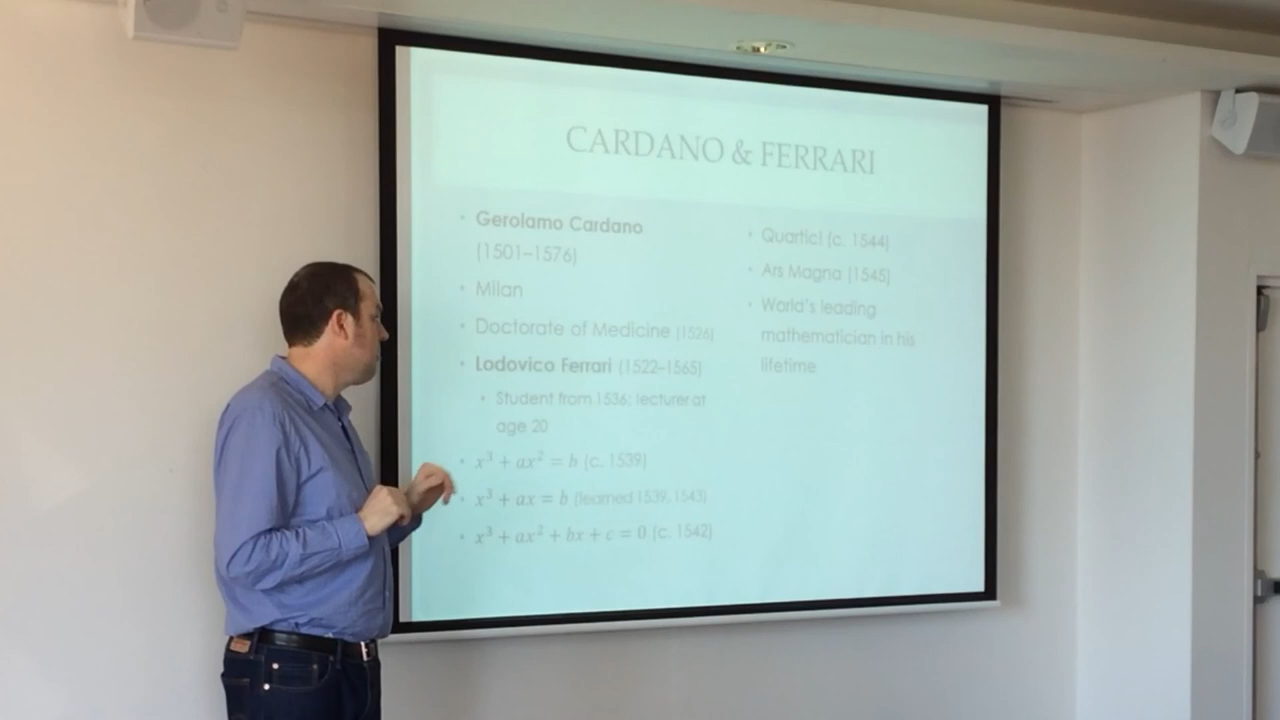 CARDANO & FERRARI
• Gerolamo Cardano
(1501–1576)
• Milan
• Doctorate of Medicine (1526)
• Lodovico Ferrari (1522–1565)
• Student from 1536; lecturer at
age 20
• x³ + ax² = b (c. 1539)
• x³ + ax = b (learned 1539, 1543)
• x³ + ax² + bx + c = 0 (c. 1542)
• Quartic! (c. 1544)
• Ars Magna (1545)
• World's leading
mathematician in his
lifetime